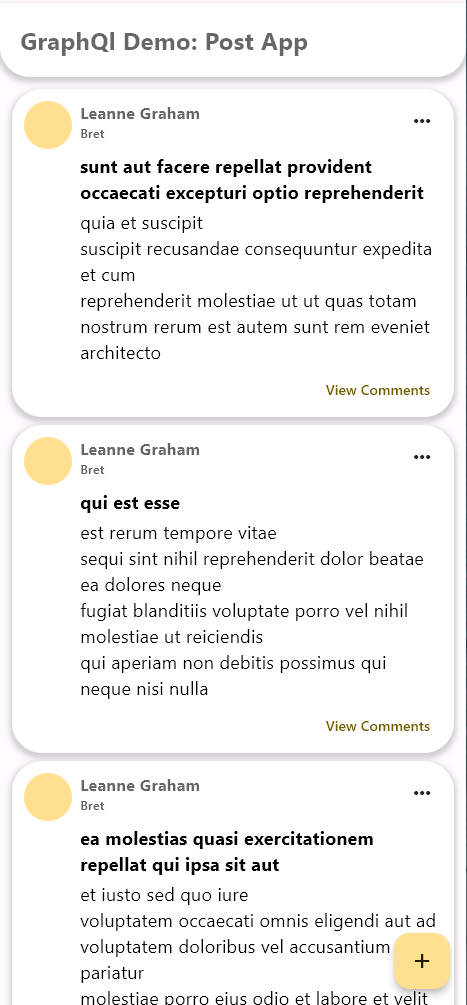 GraphQl Demo: Post App
Leanne Graham
Bret
sunt aut facere repellat provident
occaecati excepturi optio reprehenderit
quia et suscipit
suscipit recusandae consequuntur expedita
et cum
reprehenderit molestiae ut ut quas totam
nostrum rerum est autem sunt rem eveniet
architecto
View Comments
Leanne Graham
Bret
qui est esse
est rerum tempore vitae
sequi sint nihil reprehenderit dolor beatae
ea dolores neque
fugiat blanditiis voluptate porro vel nihil
molestiae ut reiciendis
qui aperiam non debitis possimus qui
neque nisi nulla
View Comments
Leanne Graham
Bret
ea molestias quasi exercitationem
repellat qui ipsa sit aut
et iusto sed quo iure
voluptatem occaecati omnis eligendi aut ad
voluptatem doloribus vel accusantium
pariatur
molestiae porro eius odio et labore et velit